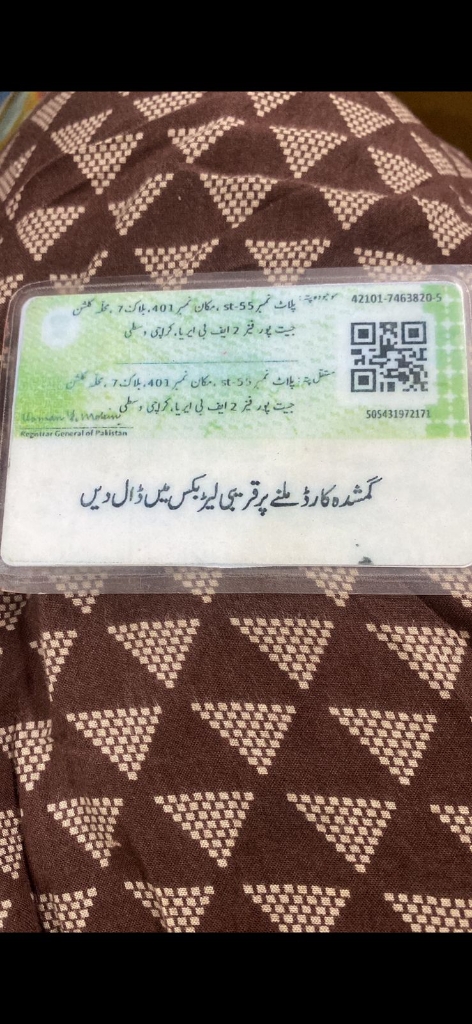 42101-7463820-5
موجودہ پتہ: پلاٹ نمبر st-55، مکان نمبر 401، بلاک 7، محلہ گلشن
جیت پور فیز 2 ایف بی ایریا، کراچی وسطی
مستقل پتہ: پلاٹ نمبر st-55، مکان نمبر 401، بلاک 7، محلہ گلشن
جیت پور فیز 2 ایف بی ایریا، کراچی وسطی
505431972171
Registrar General of Pakistan
گمشدہ کارڈ ملنے پر قریبی لیٹر بکس میں ڈال دیں